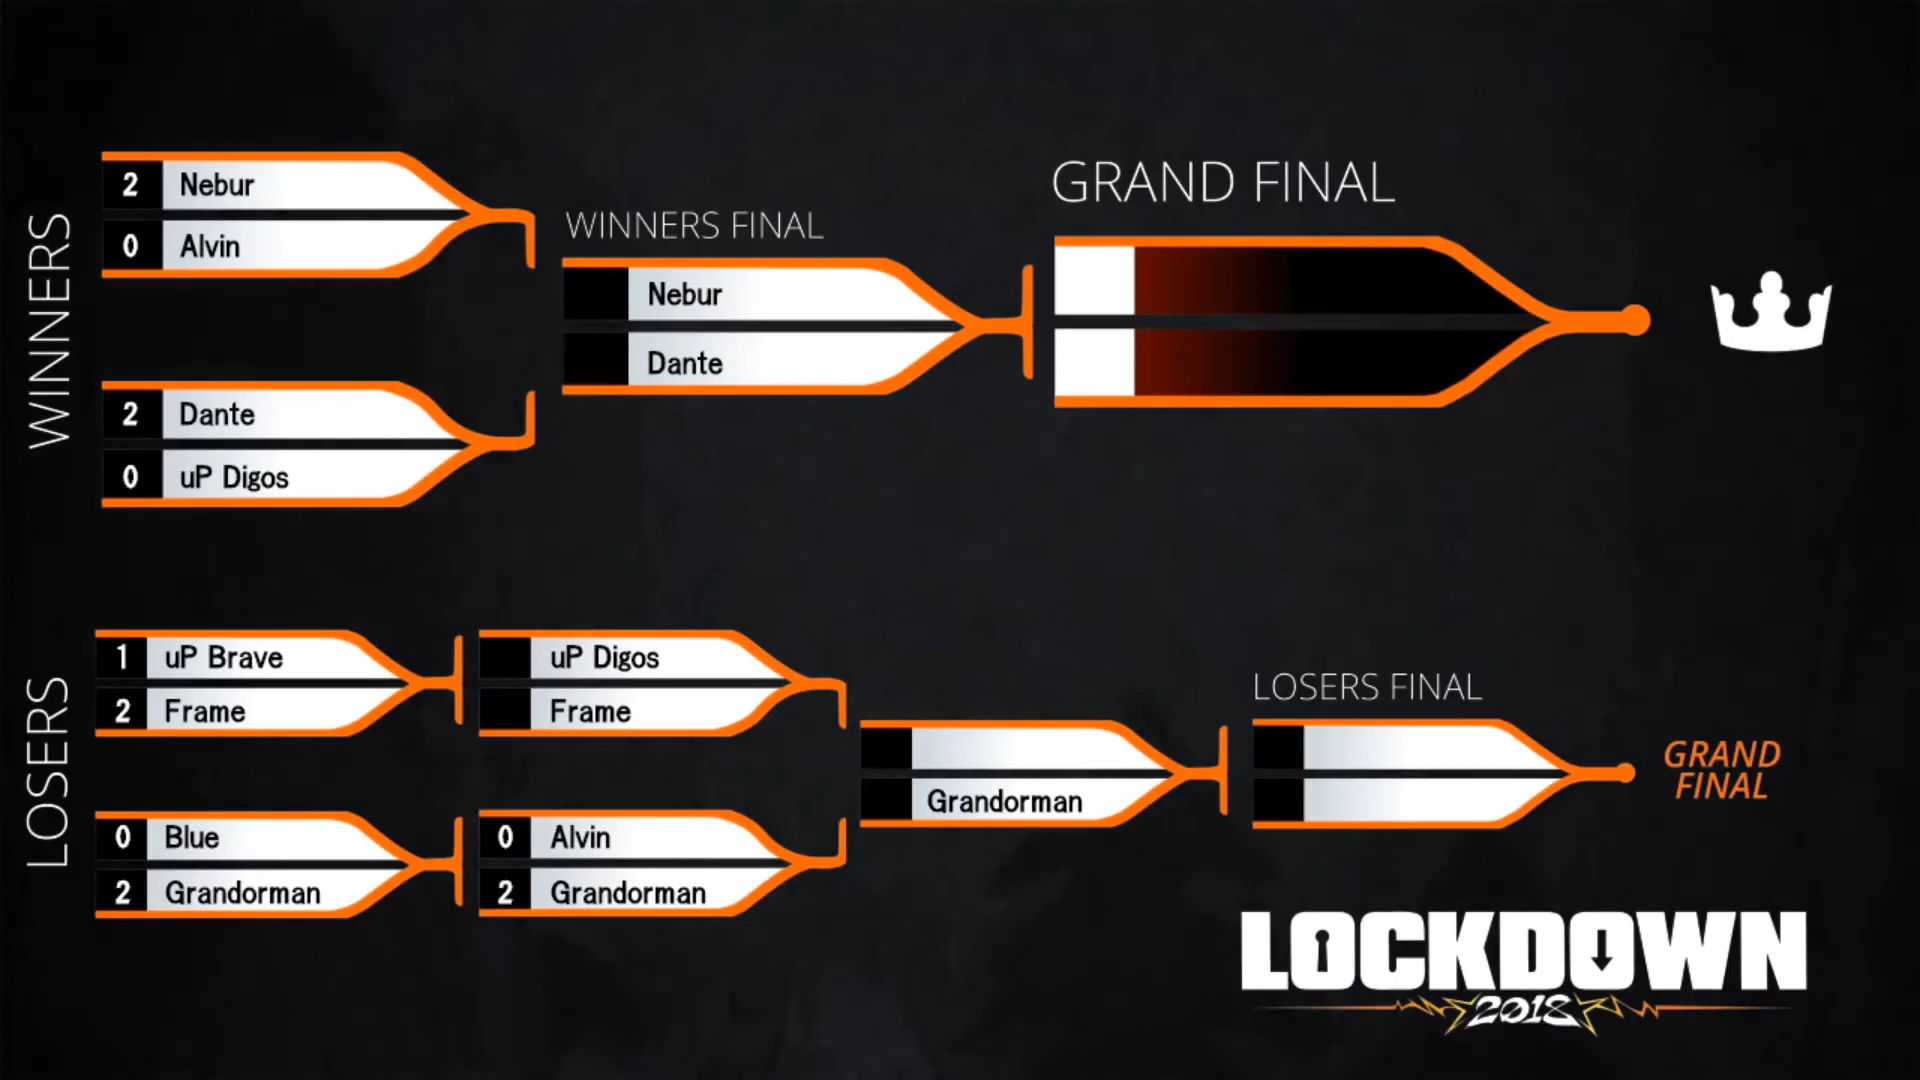 WINNERS
2 Nebur
0 Alvin
2 Dante
0 uP Digos
WINNERS FINAL
Nebur
Dante
GRAND FINAL
LOSERS
1 uP Brave
2 Frame
0 Blue
2 Grandorman
uP Digos
Frame
0 Alvin
2 Grandorman
Grandorman
LOSERS FINAL
GRAND
FINAL
LOCKDOWN
2018